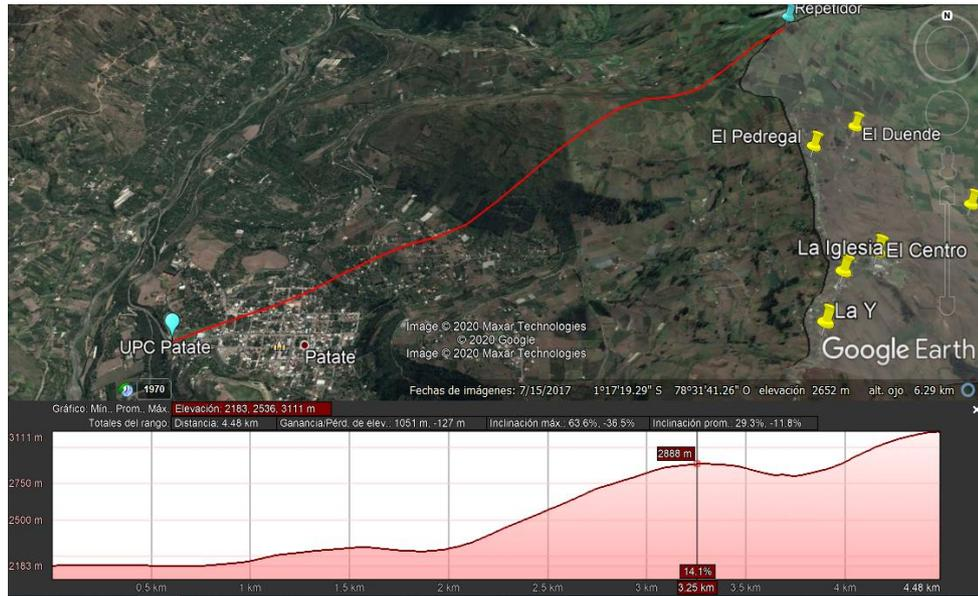 Repetidor
N
El Pedregal
El Duende
La Iglesia
El Centro
La Y
UPC Patate
Patate
Image © 2020 Maxar Technologies
© 2020 Google
Image © 2020 Maxar Technologies
Google Earth
1970
Fechas de imágenes: 7/15/2017 1°17'19.29" S 78°31'41.26" O elevación 2652 m alt. ojo 6.29 km
Gráfico: Mín., Prom., Máx. Elevación: 2183, 2536, 3111 m
Totales del rango: Distancia: 4.48 km Ganancia/Pérd. de elev.: 1051 m, -127 m Inclinación máx.: 63.6%, -36.5% Inclinación prom.: 29.3%, -11.8%
3111 m
2888 m
2750 m
2500 m
2183 m
14.1%
0.5 km 1 km 1.5 km 2 km 2.5 km 3 km 3.25 km 3.5 km 4 km 4.48 km